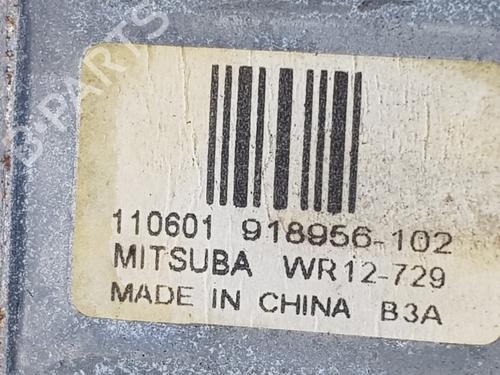 B-PARTS
110601 918956-102
MITSUBA WR12-729
MADE IN CHINA B3A